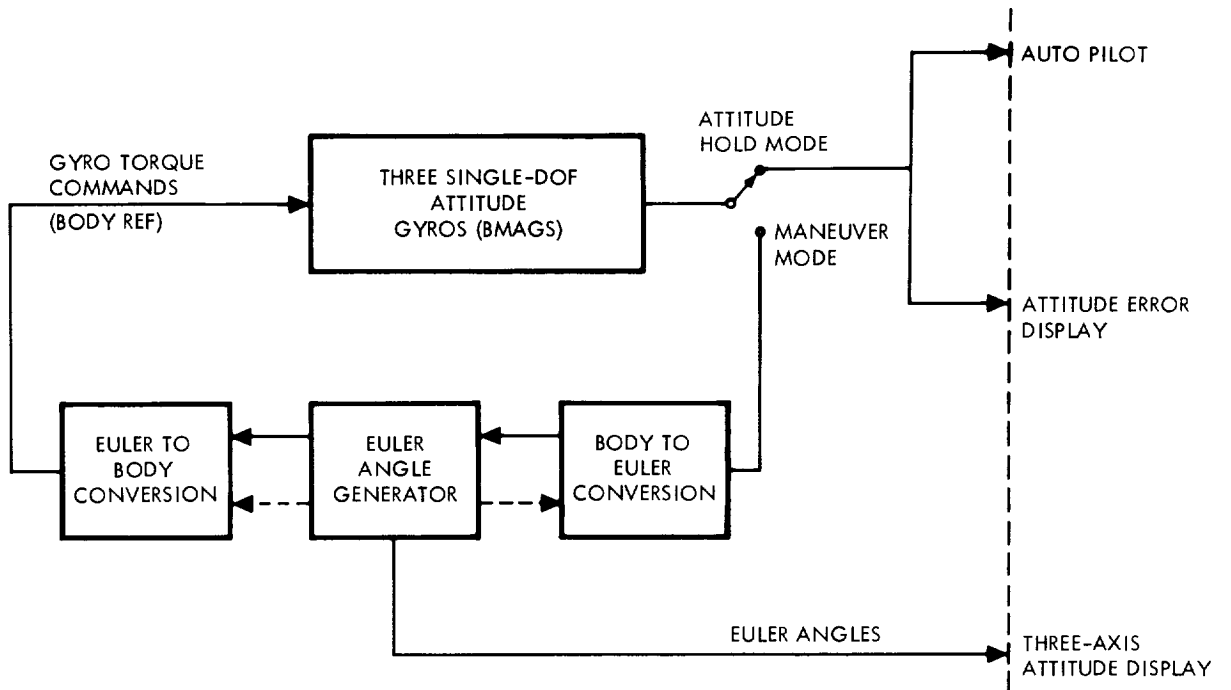 AUTO PILOT
ATTITUDE
HOLD MODE
GYRO TORQUE
COMMANDS
(BODY REF)
THREE SINGLE-DOF
ATTITUDE
GYROS (BMAGS)
MANEUVER
MODE
ATTITUDE ERROR
DISPLAY
EULER TO
BODY
CONVERSION
EULER
ANGLE
GENERATOR
BODY TO
EULER
CONVERSION
EULER ANGLES
THREE-AXIS
ATTITUDE DISPLAY